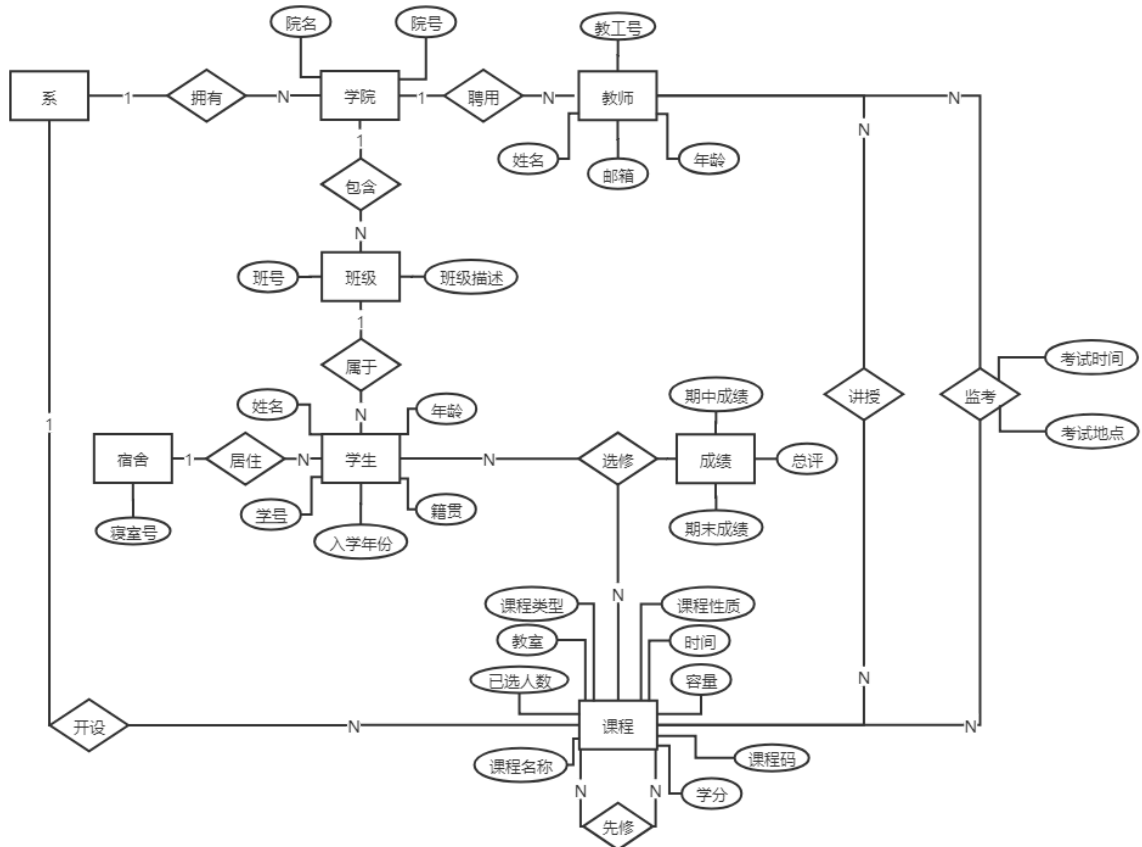 院名
院号
教工号
系
1
拥有
N
学院
1
聘用
N
教师
N
N
姓名
邮箱
年龄
1
包含
N
班号
班级
班级描述
1
属于
N
姓名
年龄
期中成绩
讲授
监考
考试时间
考试地点
1
宿舍
1
居住
N
学生
N
选修
成绩
总评
寝室号
学号
入学年份
籍贯
期末成绩
N
课程类型
课程性质
教室
时间
已选人数
容量
N
开设
N
课程
N
课程名称
课程码
N
N
学分
先修